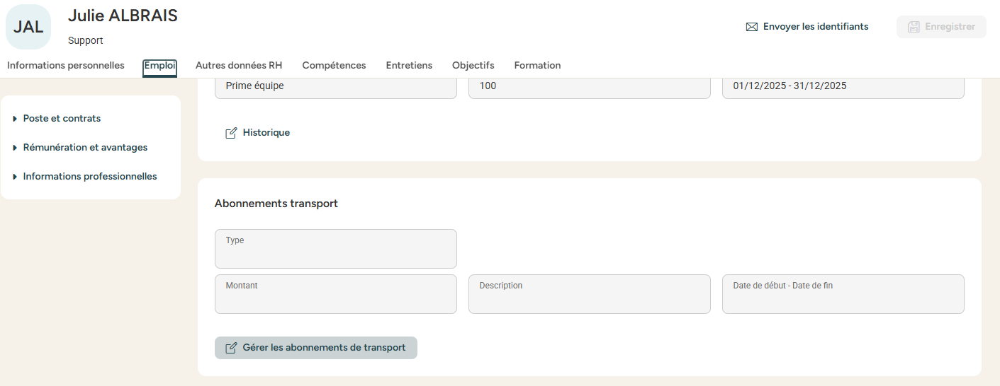 JAL
Julie ALBRAIS
Support
Envoyer les identifiants
Enregistrer
Informations personnelles
Emploi
Autres données RH
Compétences
Entretiens
Objectifs
Formation
Poste et contrats
Rémunération et avantages
Informations professionnelles
Prime équipe
100
01/12/2025 - 31/12/2025
Historique
Abonnements transport
Type
Montant
Description
Date de début - Date de fin
Gérer les abonnements de transport